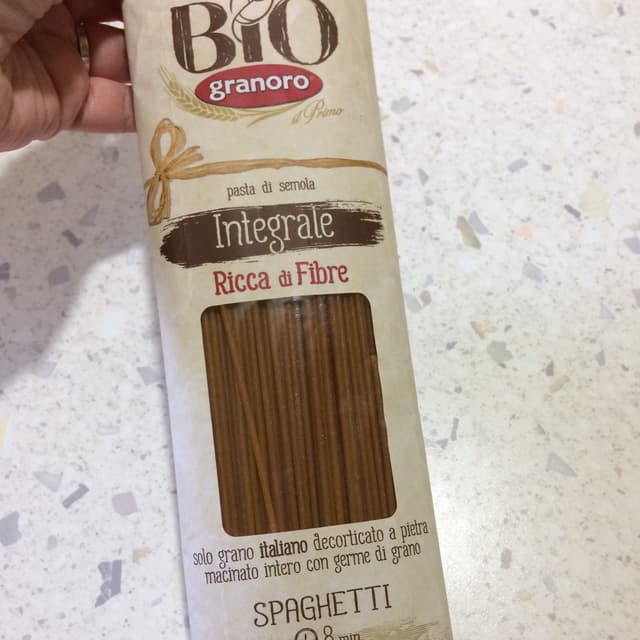 BIO
granoro
il Primo
pasta di semola
Integrale
Ricca di Fibre
solo grano italiano decorticato a pietra
macinato intero con germe di grano
SPAGHETTI
8 min